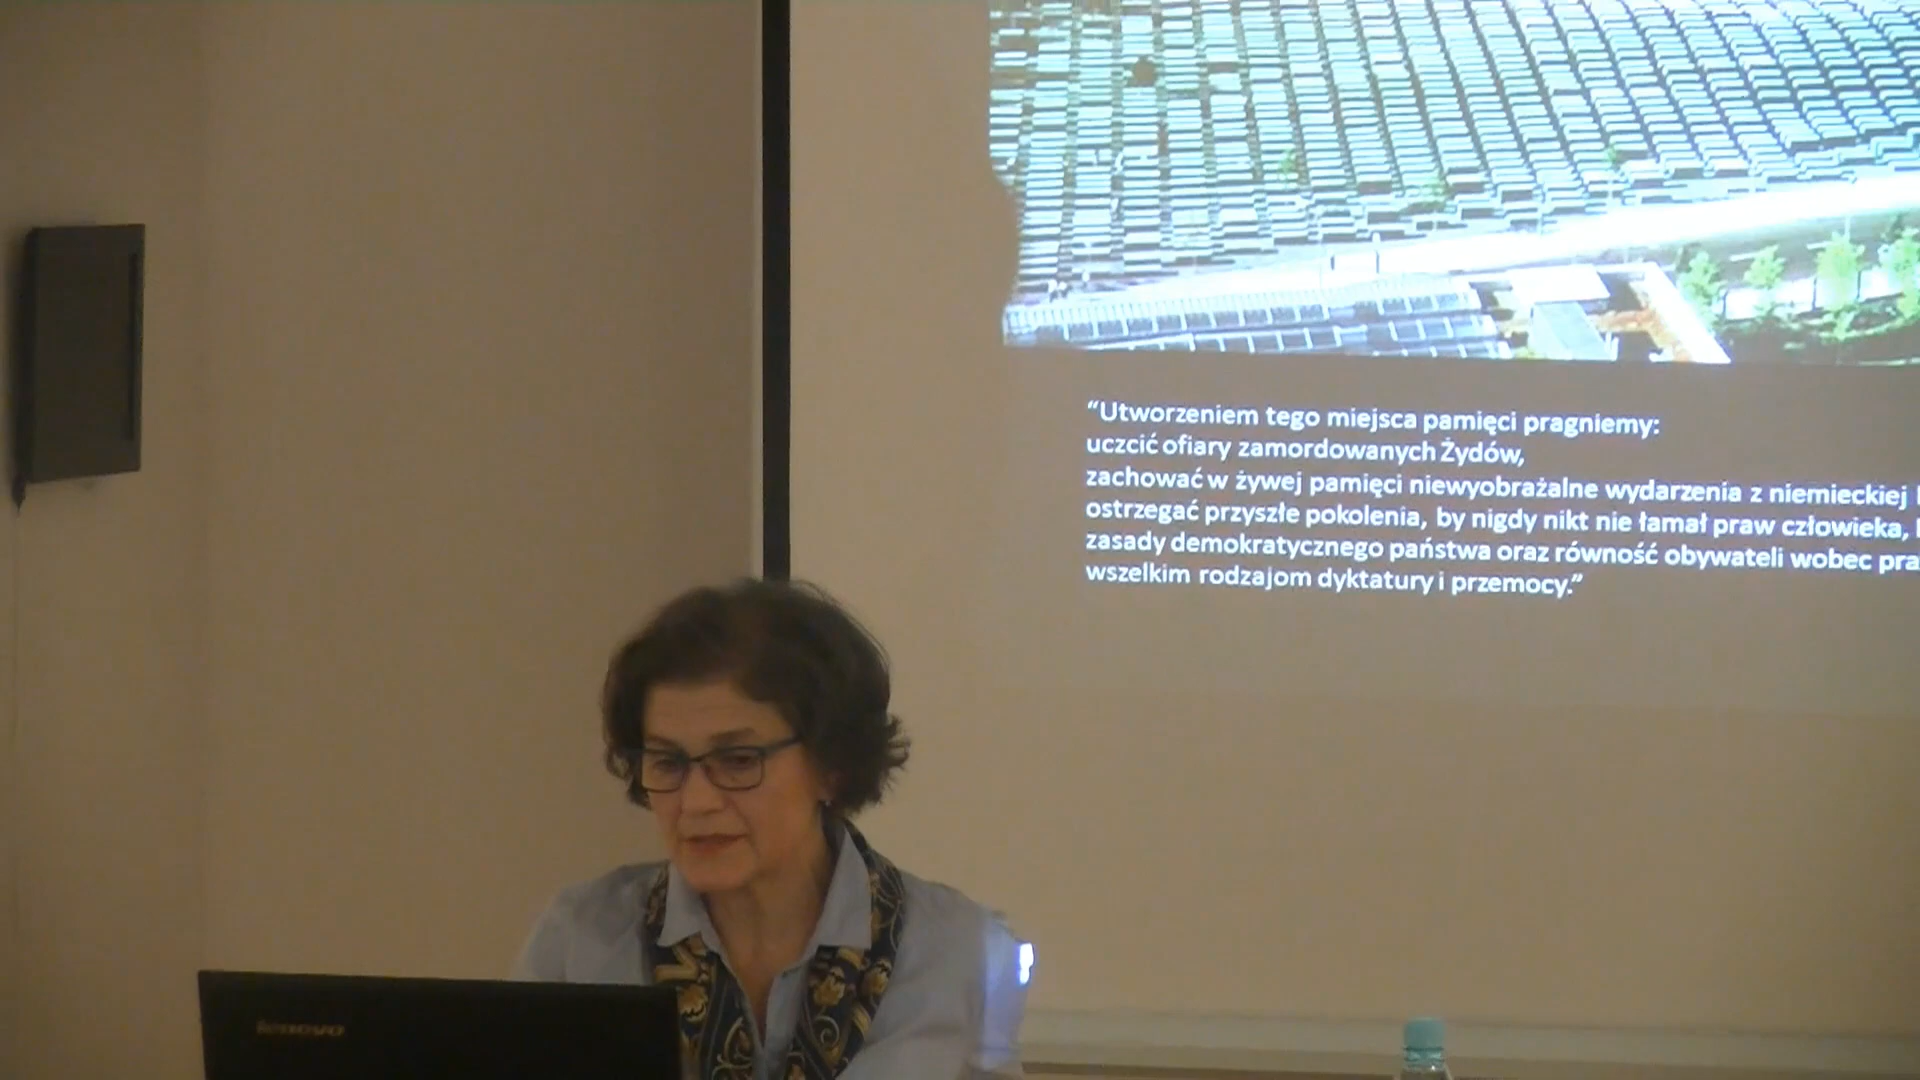 “Utworzeniem tego miejsca pamięci pragniemy:
uczcić ofiary zamordowanych Żydów,
zachować w żywej pamięci niewyobrażalne wydarzenia z niemieckiej
ostrzegać przyszłe pokolenia, by nigdy nikt nie łamał praw człowieka,
zasady demokratycznego państwa oraz równość obywateli wobec pra
wszelkim rodzajom dyktatury i przemocy.”
lenovo